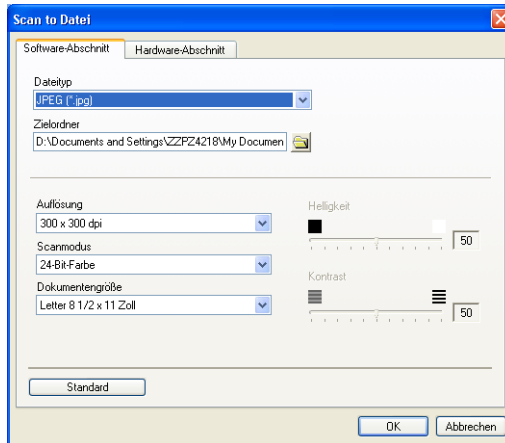 Scan to Datei
Software-Abschnitt
Hardware-Abschnitt
Dateityp
JPEG (*.jpg)
Zielordner
D:\Documents and Settings\ZZPZ4218\My Documen
Auflösung
300 x 300 dpi
Scanmodus
24-Bit-Farbe
Dokumentengröße
Letter 8 1/2 x 11 Zoll
Helligkeit
50
Kontrast
50
Standard
OK
Abbrechen